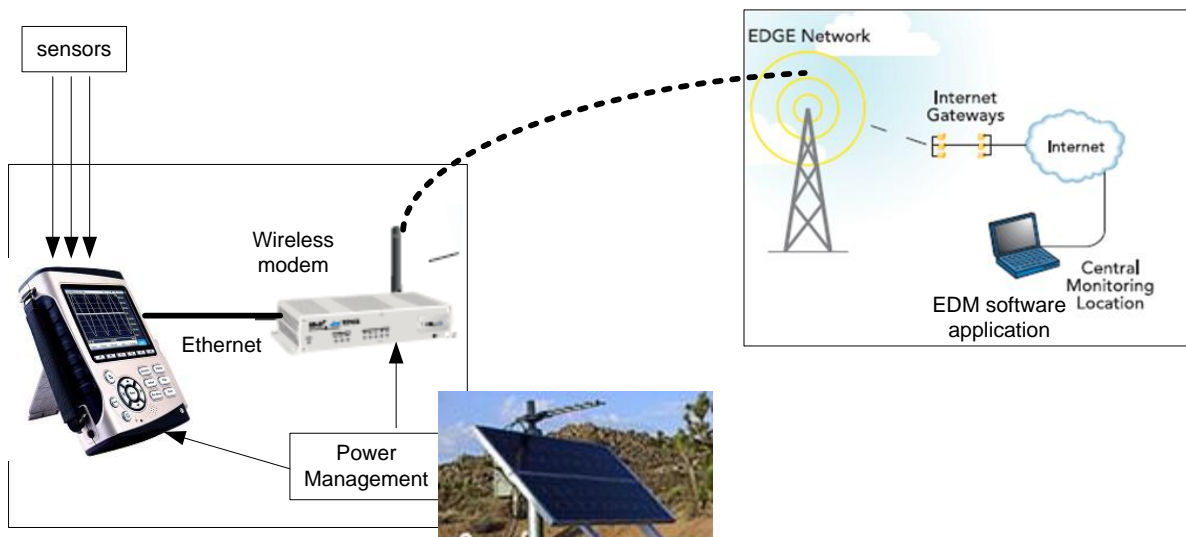 sensors
EDGE Network
Internet
Gateways
Internet
Wireless
modem
Ethernet
Central
Monitoring
Location
EDM software
application
Power
Management